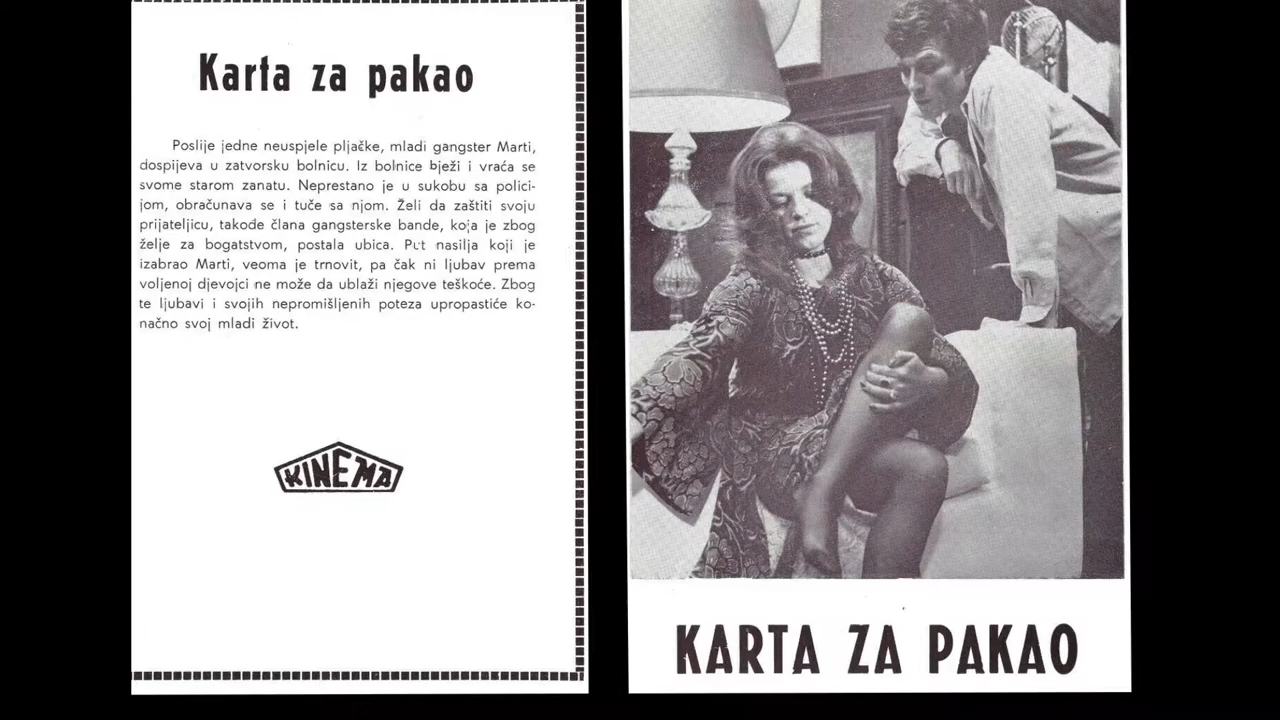 Karta za pakao
Poslije jedne neuspjele pljačke, mladi gangster Marti,
dospijeva u zatvorsku bolnicu. Iz bolnice bježi i vraća se
svome starom zanatu. Neprestano je u sukobu sa polici-
jom, obračunava se i tuče sa njom. Želi da zaštiti svoju
prijateljicu, takođe člana gangsterske bande, koja je zbog
želje za bogatstvom, postala ubica. Put nasilja koji je
izabrao Marti, veoma je trnovit, pa čak ni ljubav prema
voljenoj djevojci ne može da ublaži njegove teškoće. Zbog
te ljubavi i svojih nepromišljenih poteza upropastiće ko-
načno svoj mladi život.
KINEMA
KARTA ZA PAKAO